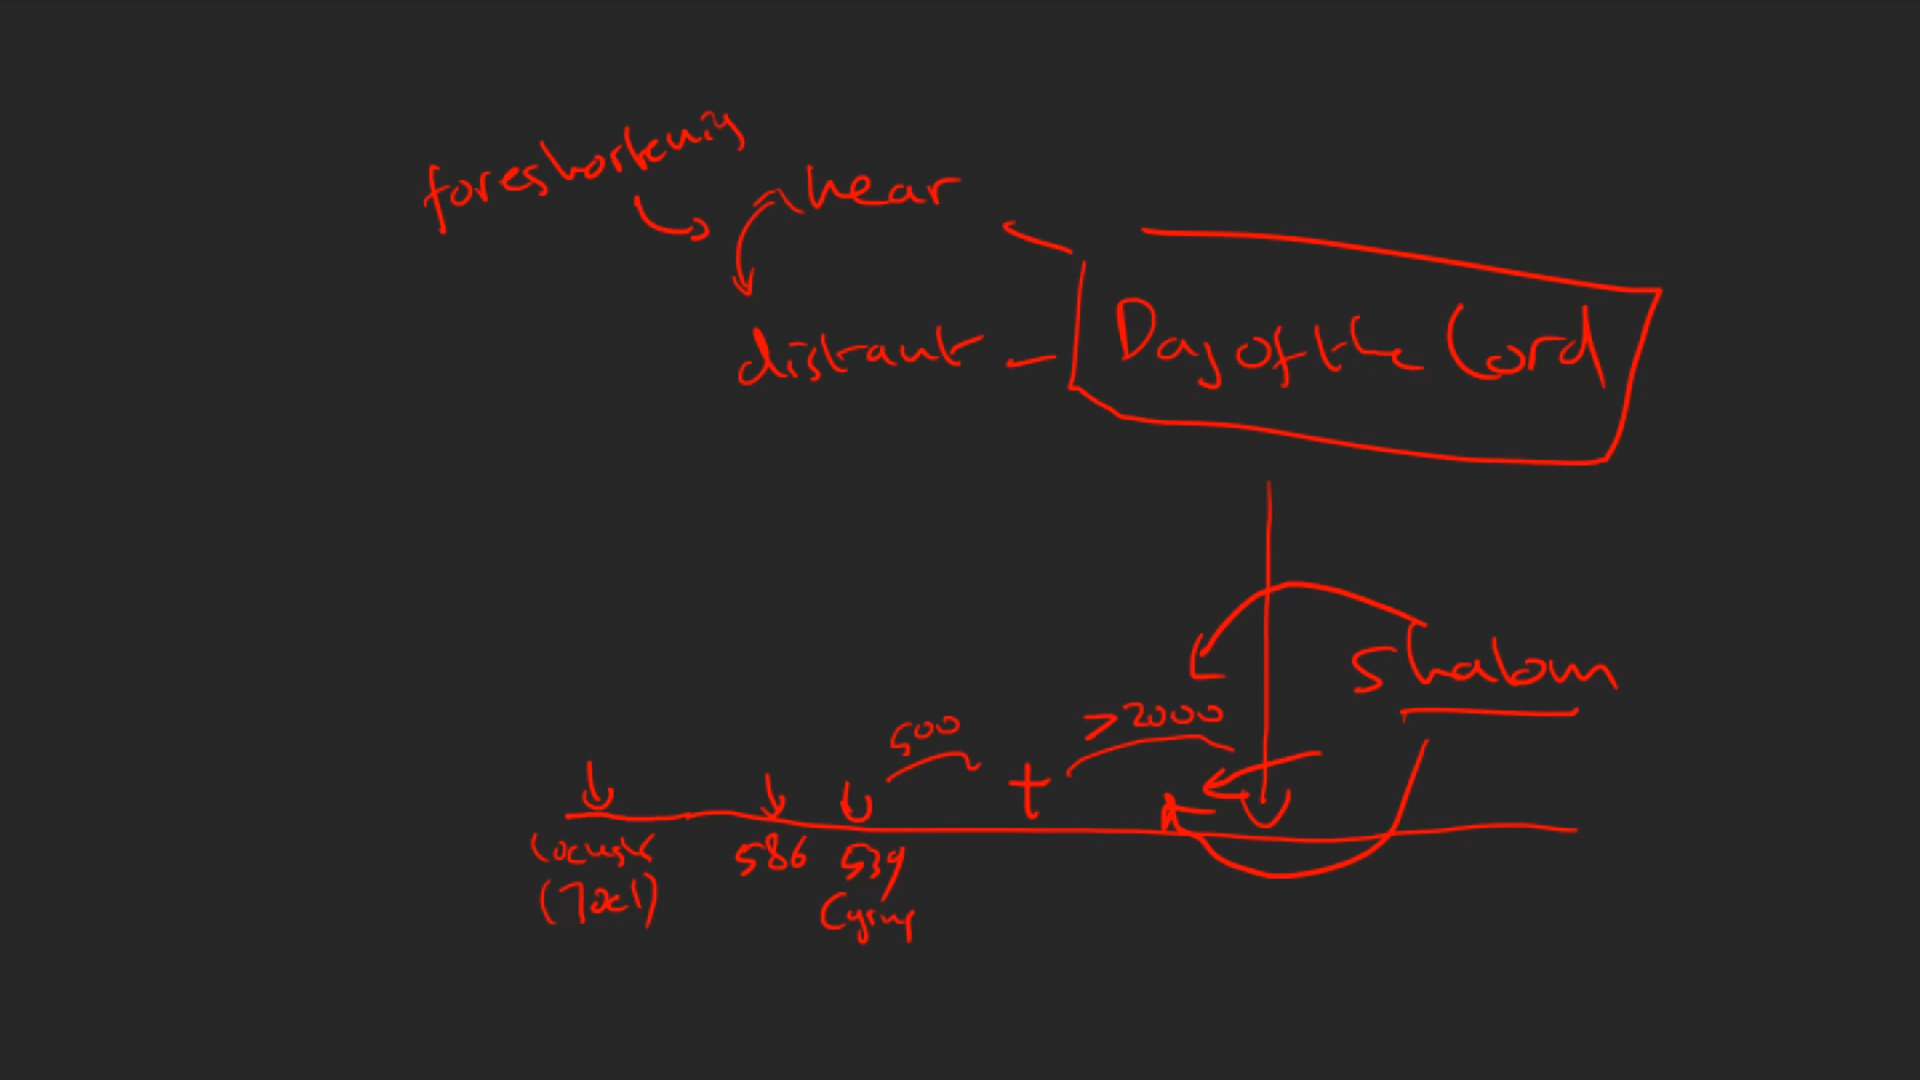 foreshortening
near
distant
Day of the Lord
Shalom
500
>2000
locusts
586
539
(Joel)
Cyrus